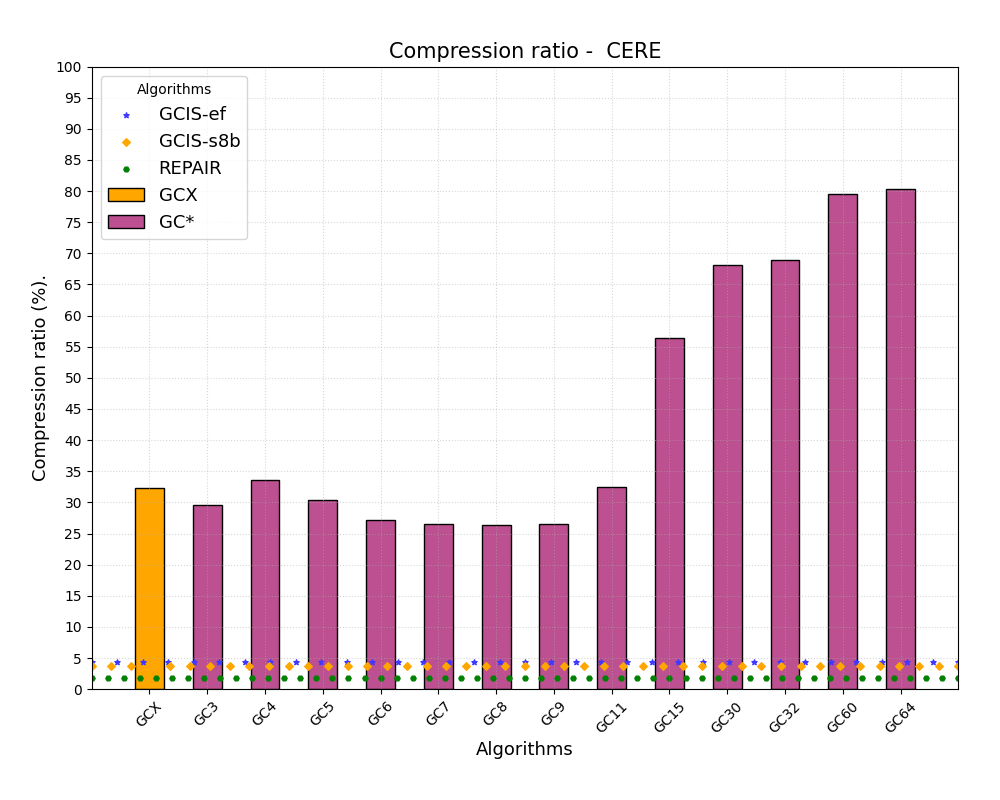 Compression ratio -  CERE
Compression ratio (%).
100
95
90
85
80
75
70
65
60
55
50
45
40
35
30
25
20
15
10
5
0
Algorithms
GCIS-ef
GCIS-s8b
REPAIR
GCX
GC*
GCX
GC3
GC4
GC5
GC6
GC7
GC8
GC9
GC11
GC15
GC30
GC32
GC60
GC64
Algorithms